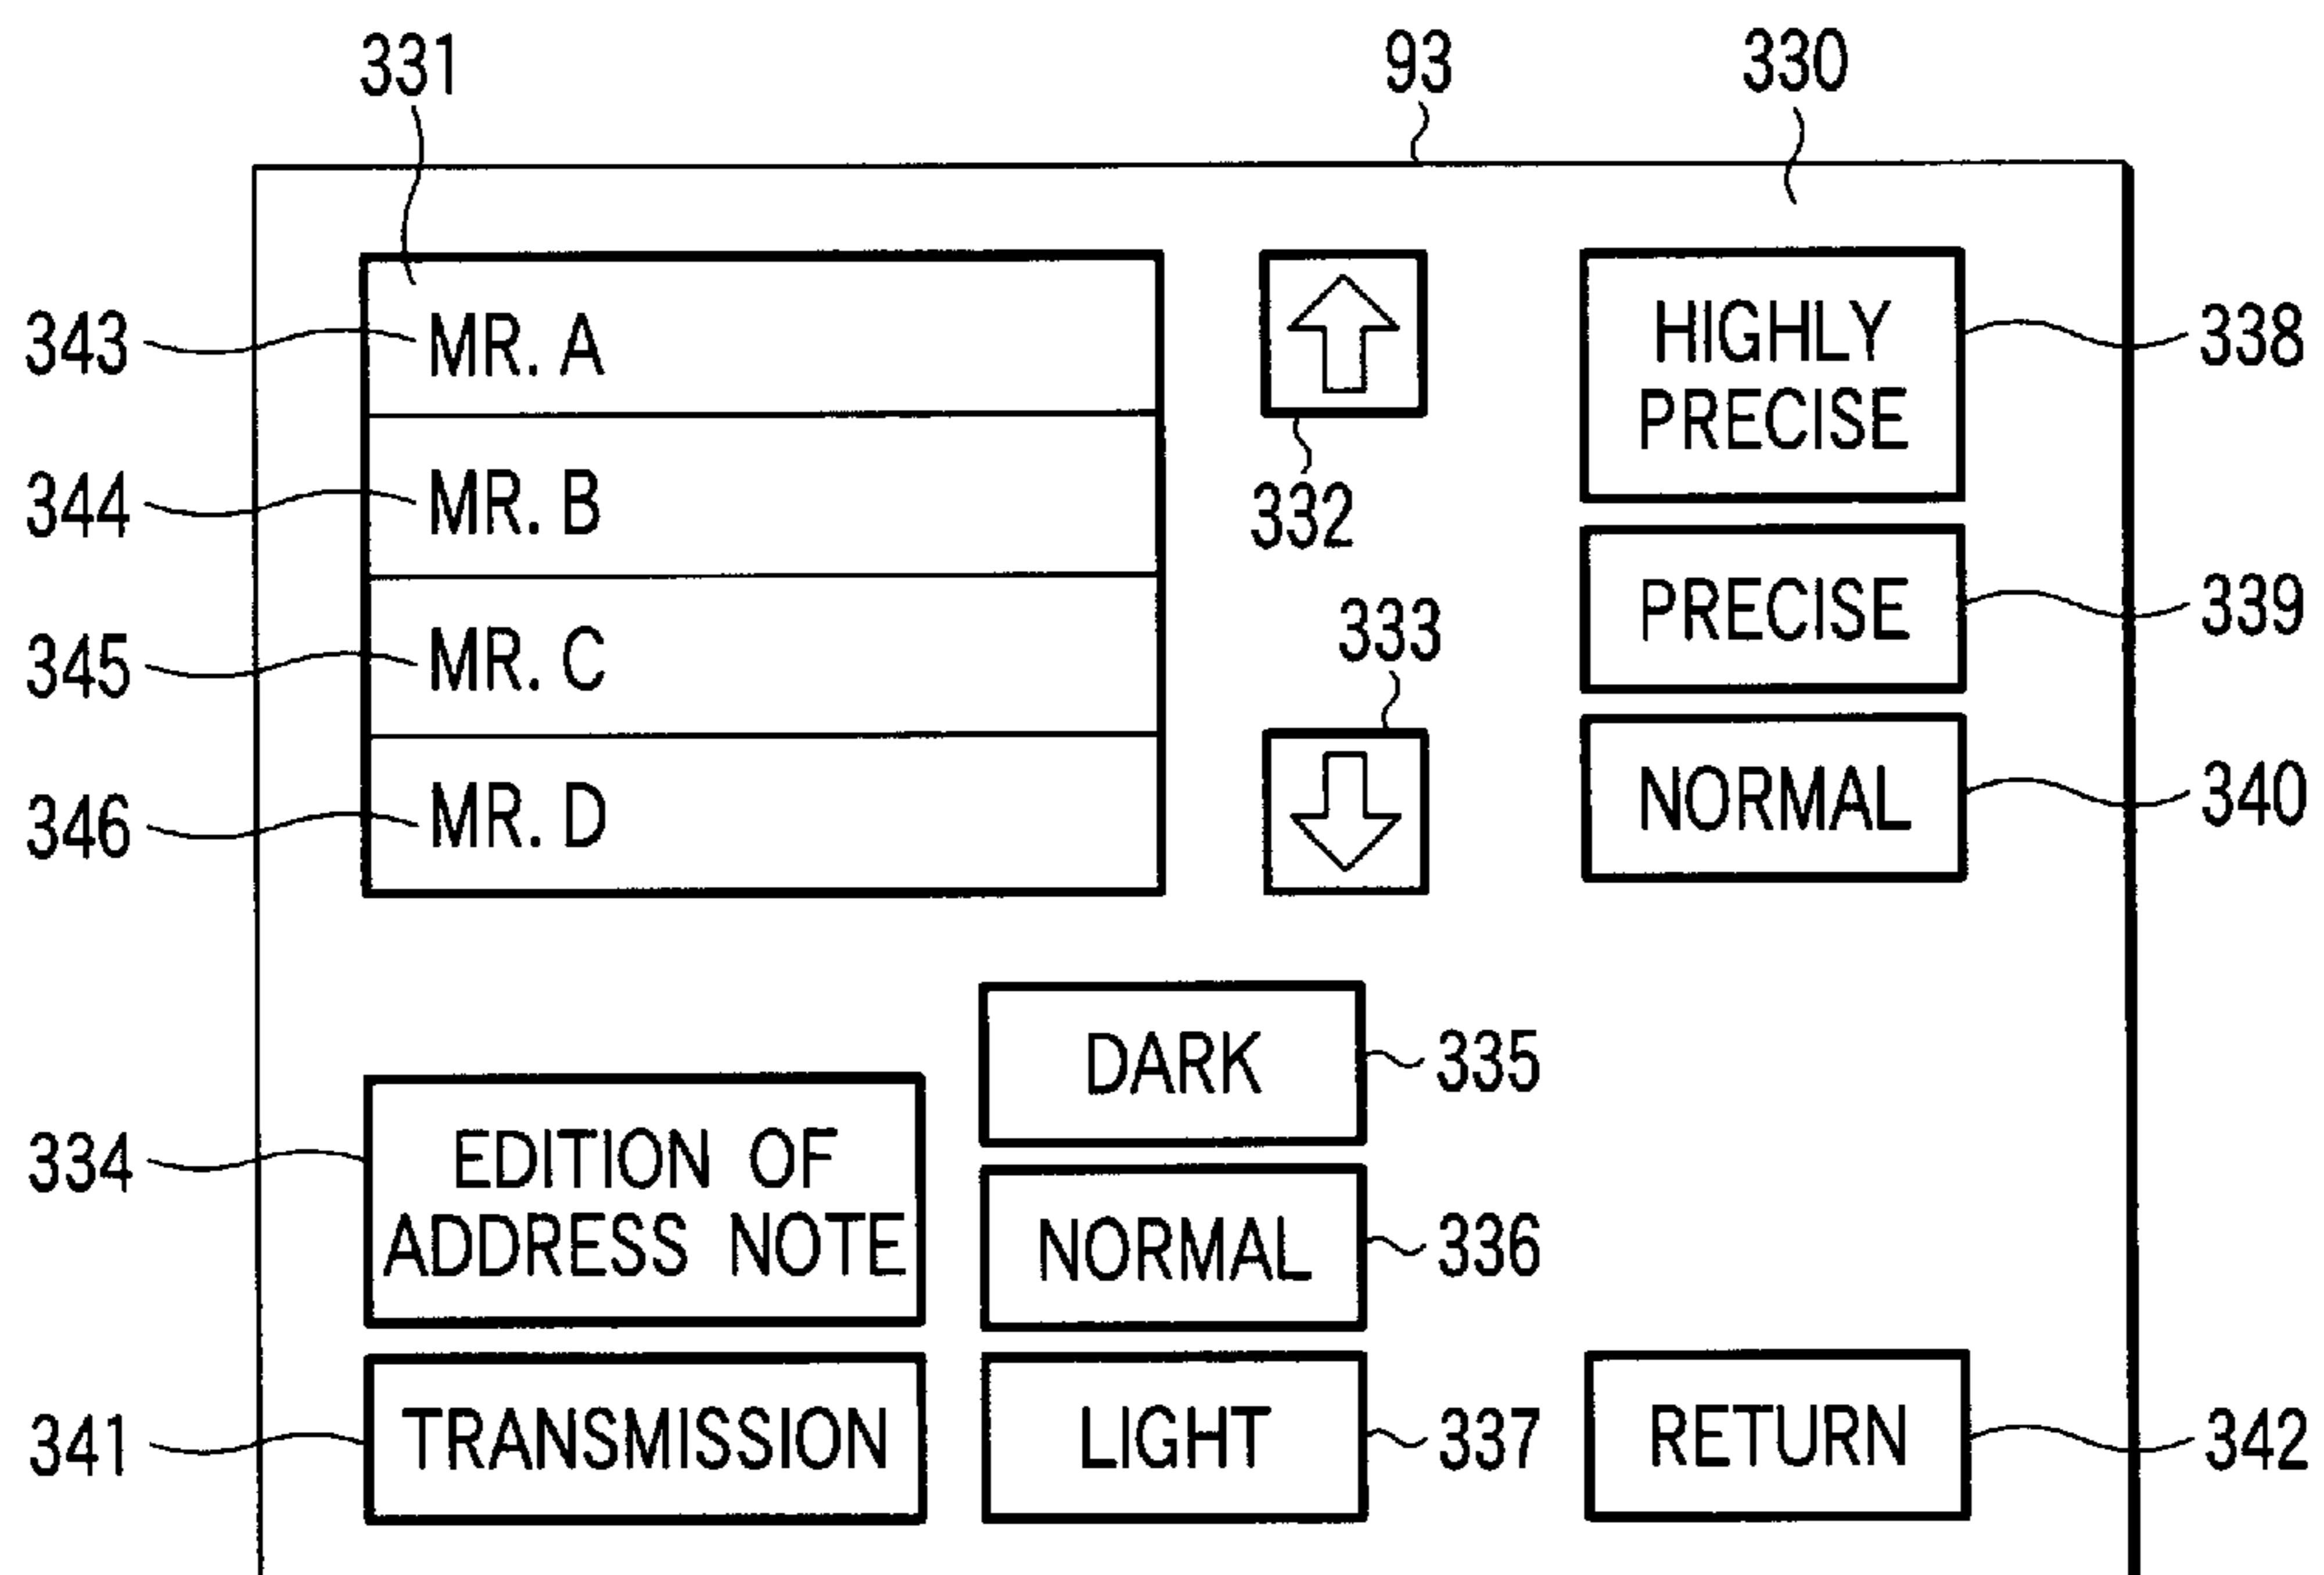 331 93 330
343 MR. A HIGHLY PRECISE 338
344 MR. B 332
345 MR. C 333 PRECISE 339
346 MR. D NORMAL 340
DARK 335
334 EDITION OF
ADDRESS NOTE
NORMAL 336
341 TRANSMISSION LIGHT 337 RETURN 342